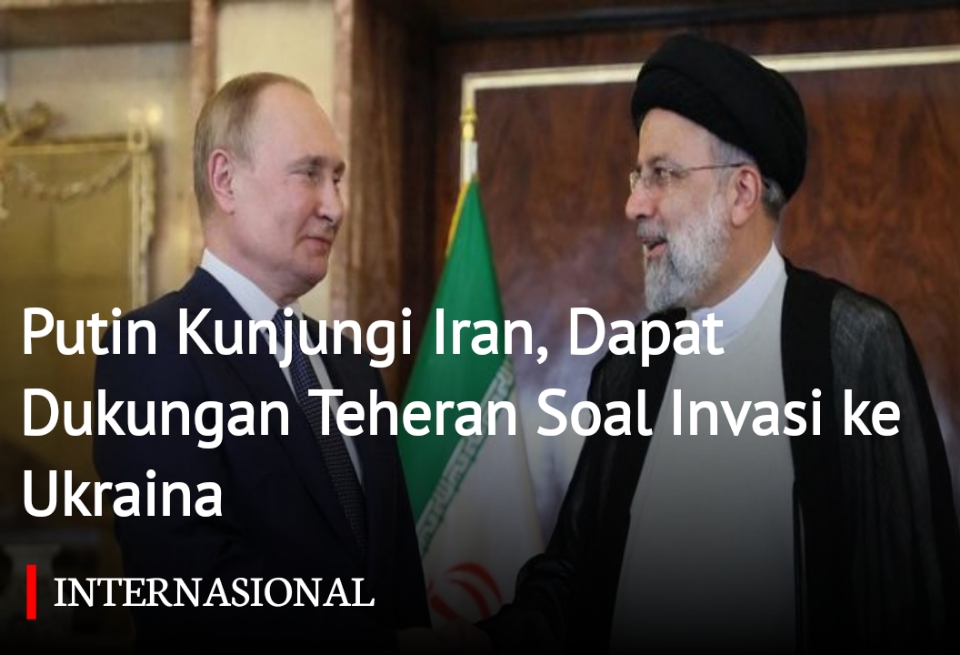 Putin Kunjungi Iran, Dapat
Dukungan Teheran Soal Invasi ke
Ukraina
INTERNASIONAL